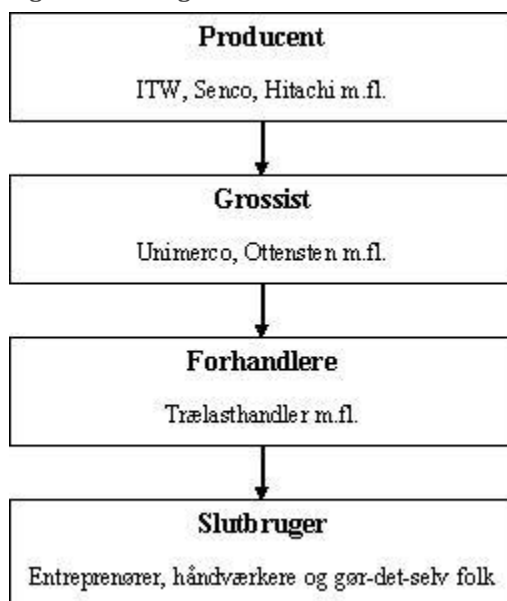 Producent
ITW, Senco, Hitachi m.fl.
Grossist
Unimerco, Ottensten m.fl.
Forhandlere
Trælasthandler m.fl.
Slutbruger
Entreprenører, håndværkere og gør-det-selv folk